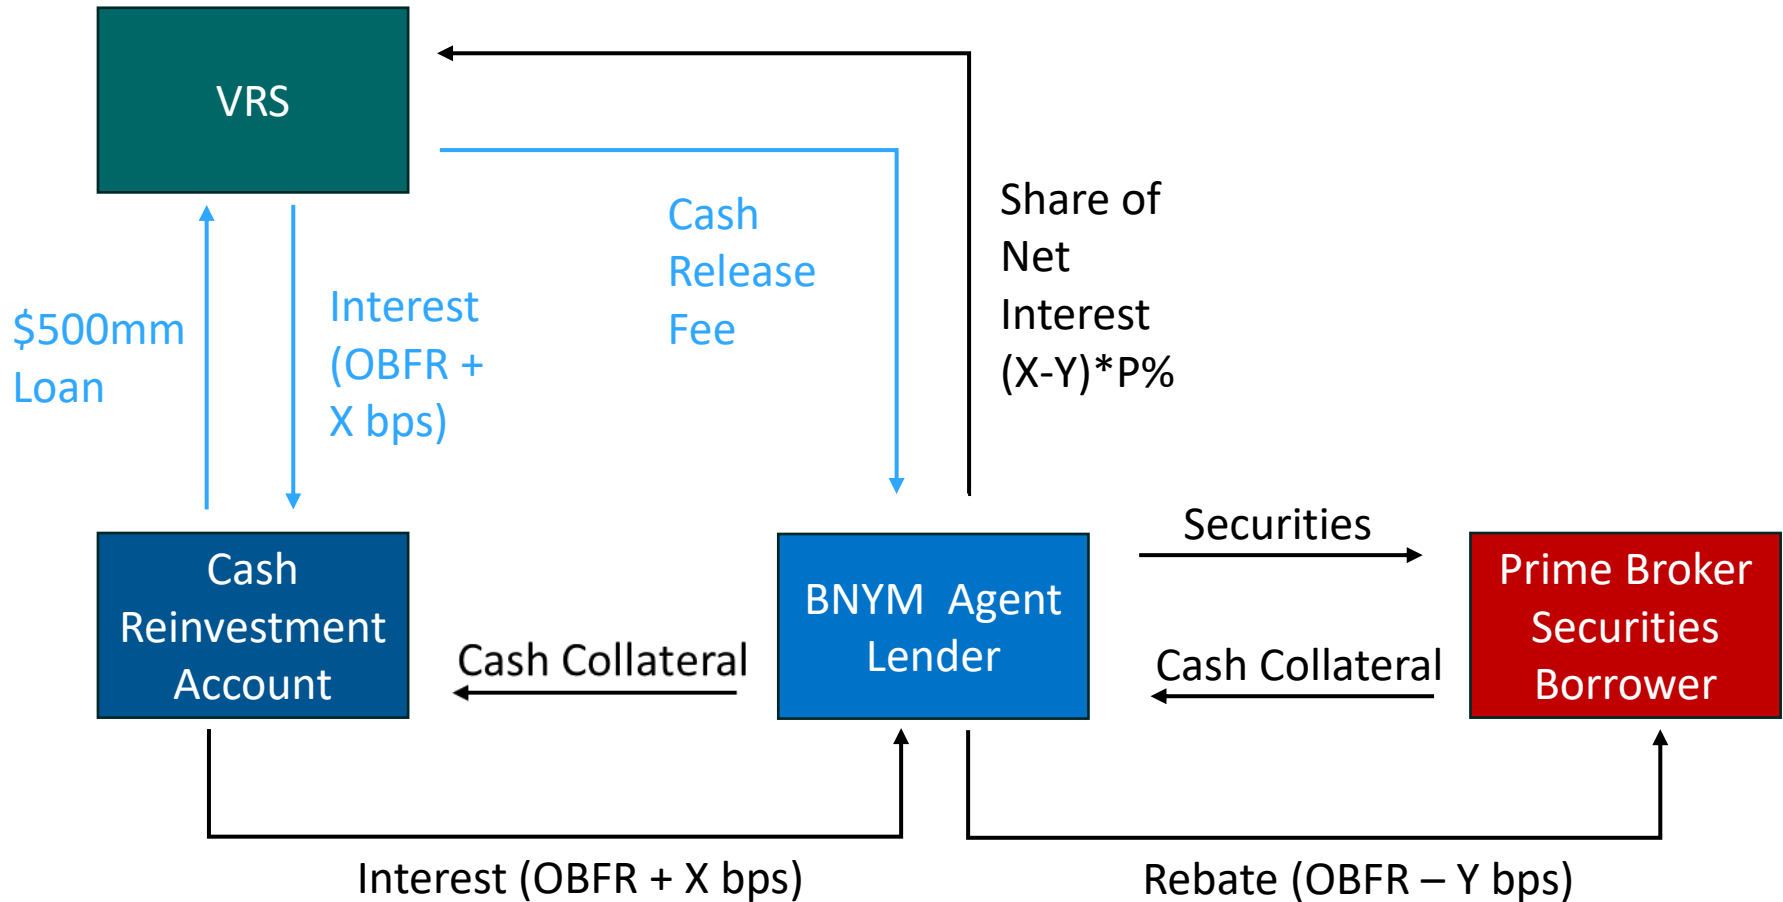 VRS
Share of
Net
Interest
(X-Y)*P%
Cash
Release
Fee
$500mm
Loan
Interest
(OBFR +
X bps)
Securities
Cash
Reinvestment
Account
Cash Collateral
BNYM  Agent
Lender
Cash Collateral
Prime Broker
Securities
Borrower
Interest (OBFR + X bps)
Rebate (OBFR – Y bps)